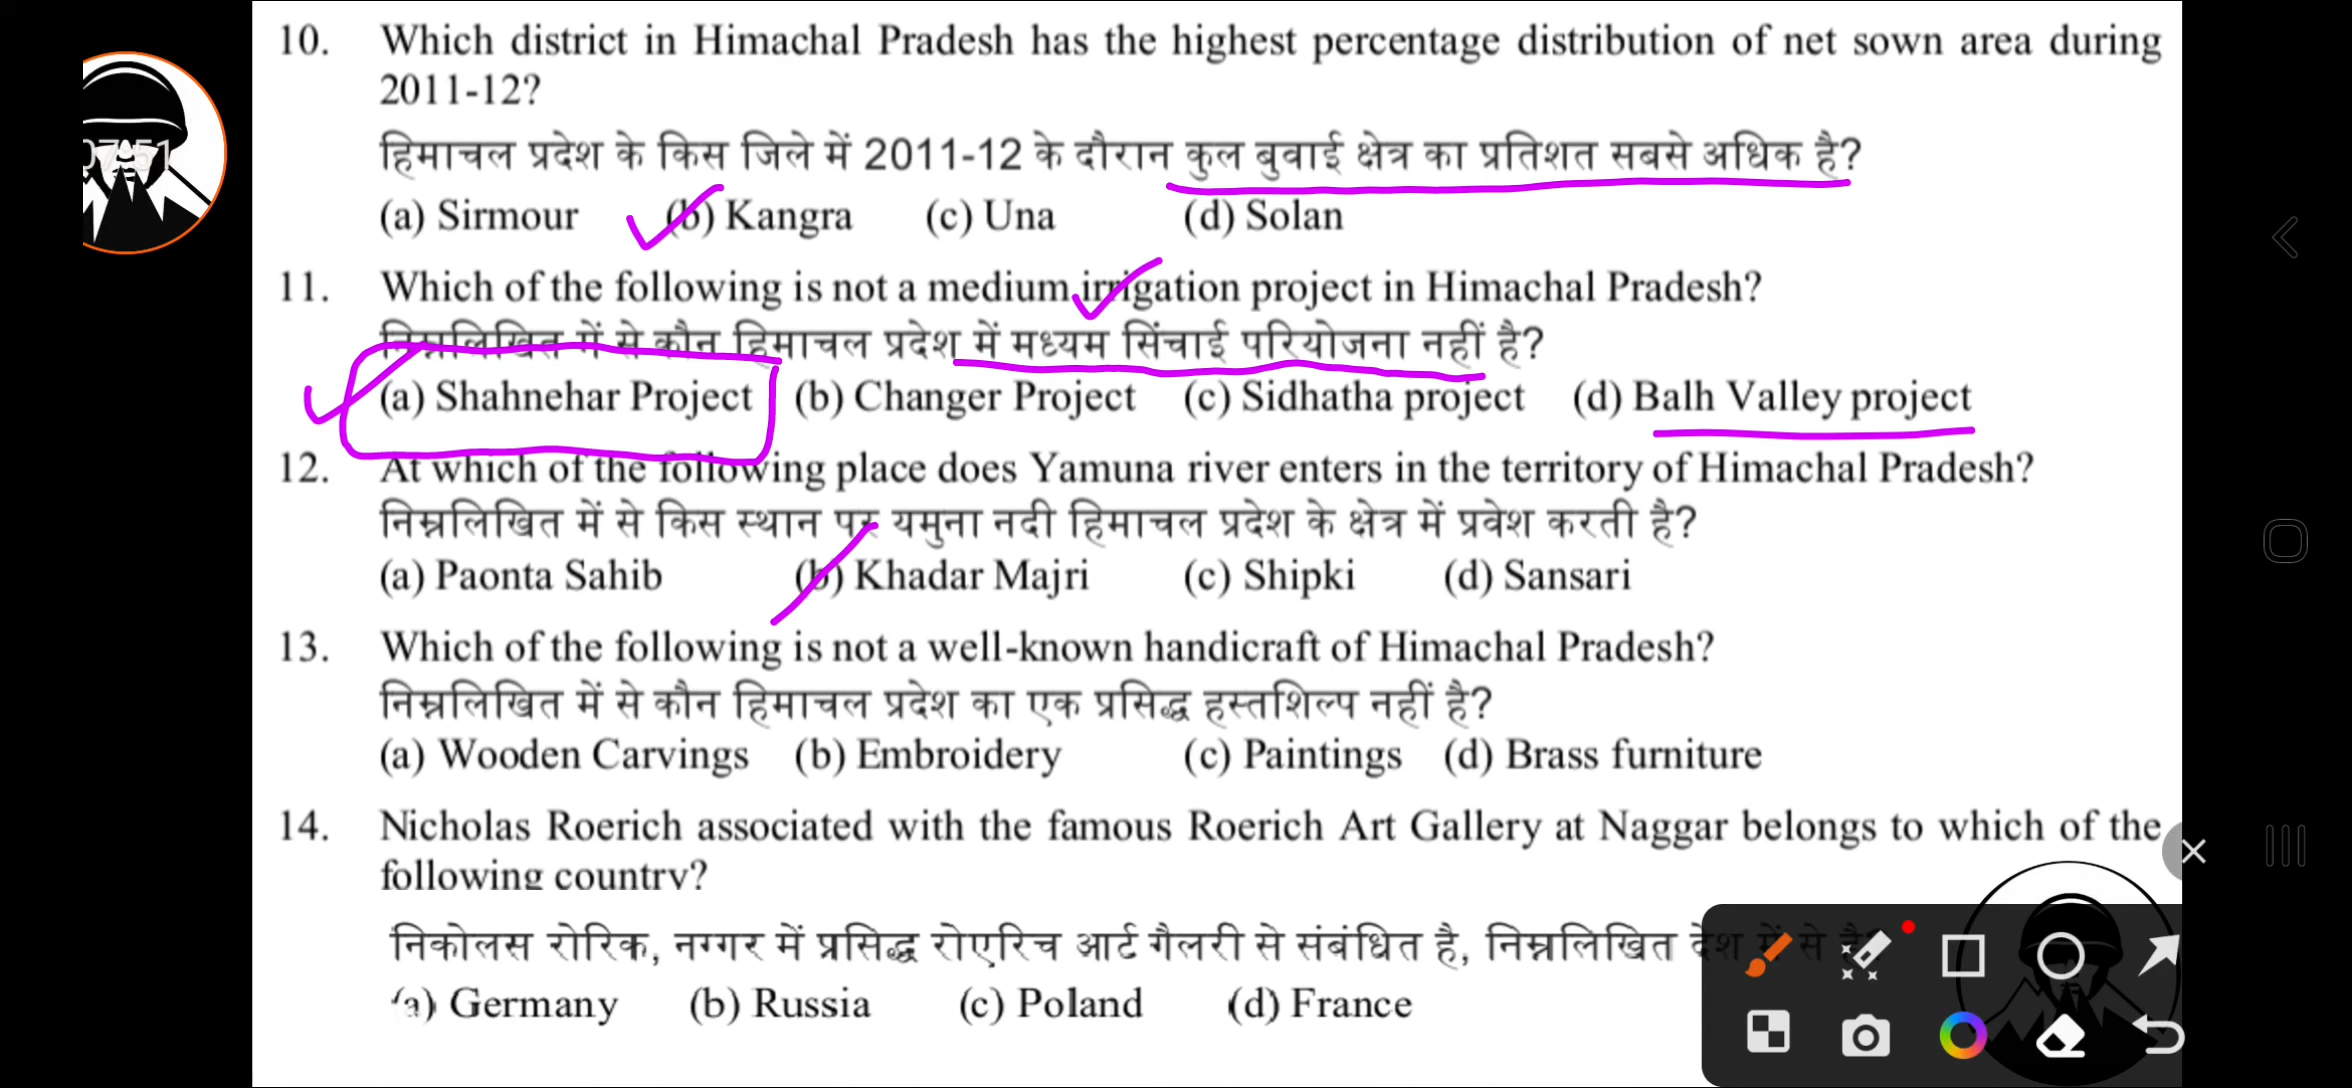 10. Which district in Himachal Pradesh has the highest percentage distribution of net sown area during
2011-12?
हिमाचल प्रदेश के किस जिले में 2011-12 के दौरान कुल बुवाई क्षेत्र का प्रतिशत सबसे अधिक है?
(a) Sirmour (b) Kangra (c) Una (d) Solan
11. Which of the following is not a medium irrigation project in Himachal Pradesh?
निम्नलिखित में से कौन हिमाचल प्रदेश में मध्यम सिंचाई परियोजना नहीं है?
(a) Shahnehar Project (b) Changer Project (c) Sidhatha project (d) Balh Valley project
12. At which of the following place does Yamuna river enters in the territory of Himachal Pradesh?
निम्नलिखित में से किस स्थान पर यमुना नदी हिमाचल प्रदेश के क्षेत्र में प्रवेश करती है?
(a) Paonta Sahib (b) Khadar Majri (c) Shipki (d) Sansari
13. Which of the following is not a well-known handicraft of Himachal Pradesh?
निम्नलिखित में से कौन हिमाचल प्रदेश का एक प्रसिद्ध हस्तशिल्प नहीं है?
(a) Wooden Carvings (b) Embroidery (c) Paintings (d) Brass furniture
14. Nicholas Roerich associated with the famous Roerich Art Gallery at Naggar belongs to which of the
following country?
निकोलस रोरिक, नग्गर में प्रसिद्ध रोएरिच आर्ट गैलरी से संबंधित है, निम्नलिखित देश में से है
(a) Germany (b) Russia (c) Poland (d) France